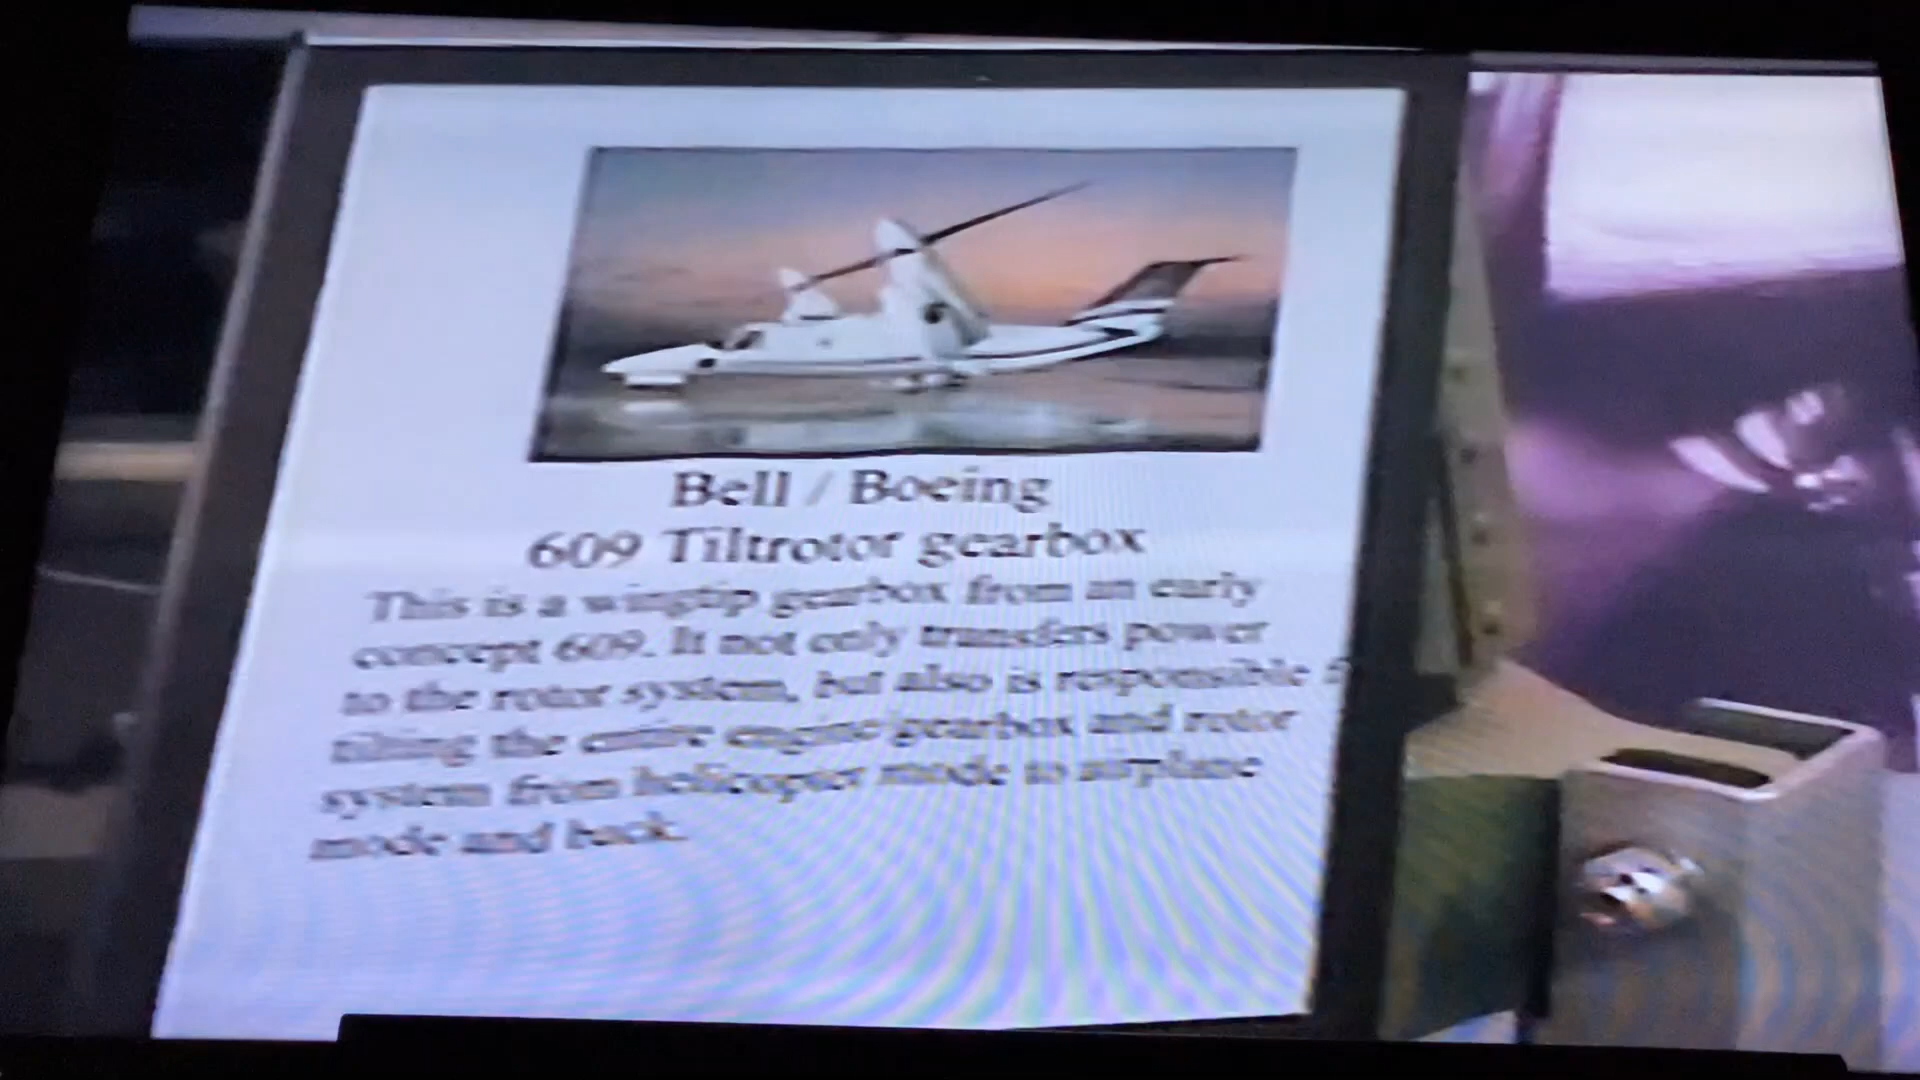 Bell / Boeing
609 Tiltrotor gearbox
This is a wingtip gearbox from an early
concept 609. It not only transfers power
to the rotor system, but also is responsible
tilting the entire engine/gearbox and rotor
system from helicopter mode to airplane
mode and back.